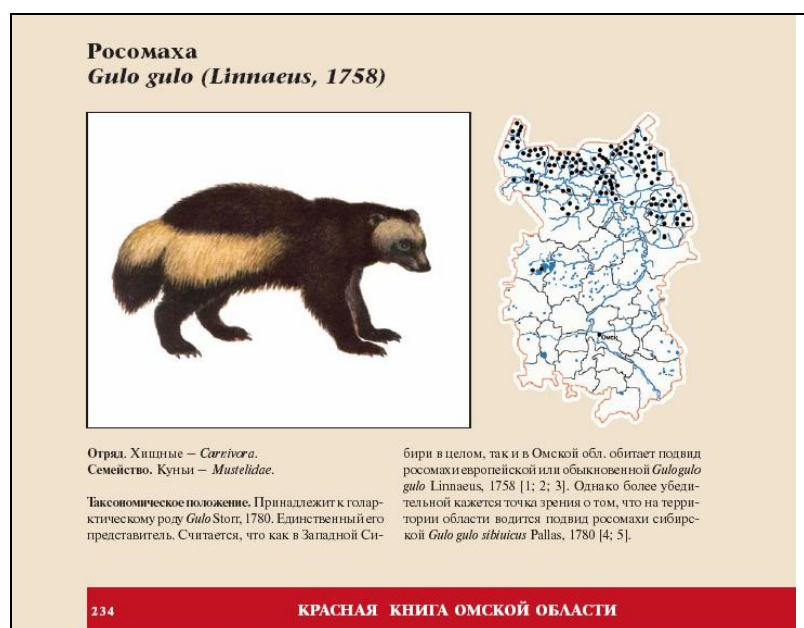 Росомаха
Gulo gulo (Linnaeus, 1758)
Омск
Отряд. Хищные – Carnivora.
Семейство. Куньи – Mustelidae.
Таксономическое положение. Принадлежит к голар-
ктическому роду Gulo Storr, 1780. Единственный его
представитель. Считается, что как в Западной Си-
бири в целом, так и в Омской обл. обитает подвид
росомахи европейской или обыкновенной Gulo gulo
gulo Linnaeus, 1758 [1; 2; 3]. Однако более убеди-
тельной кажется точка зрения о том, что на терри-
тории области водится подвид росомахи сибирс-
кой Gulo gulo sibiuicus Pallas, 1780 [4; 5].
234
КРАСНАЯ КНИГА ОМСКОЙ ОБЛАСТИ